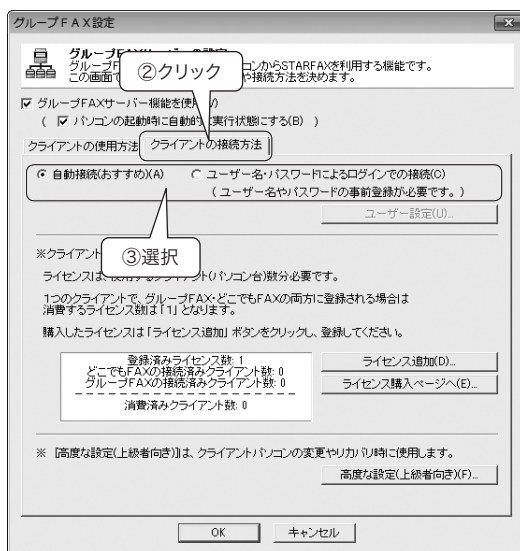 グループFAX設定
グループFAXサーバーの設定
グループF コンからSTARFAXを利用する機能です。
この画面で や接続方法を決めます。
②クリック
グループFAXサーバー機能を使用
( パソコンの起動時に自動的に実行状態にする(B) )
クライアントの使用方法 クライアントの接続方法
自動接続(おすすめ)(A) ユーザー名・パスワードによるログインでの接続(C)
(ユーザー名やパスワードの事前登録が必要です。)
ユーザー設定(U)...
③選択
※クライアント
ライセンスは、使用するクライアント(パソコン台)数分必要です。
1つのクライアントで、グループFAX・どこでもFAXの両方に登録される場合は
消費するライセンス数は「1」となります。
購入したライセンスは「ライセンス追加」ボタンをクリックし、登録してください。
登録済みライセンス数: 1
どこでもFAXの接続済みクライアント数: 0
グループFAXの接続済みクライアント数: 0
消費済みクライアント数: 0
ライセンス追加(D)...
ライセンス購入ページへ(E)...
※ [高度な設定(上級者向き)]は、クライアントパソコンの変更やリカバリ時に使用します。
高度な設定(上級者向き)(F)...
OK キャンセル